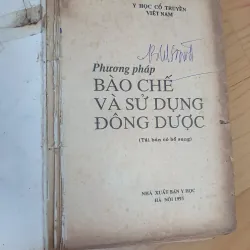 Y HỌC CỔ TRUYỀN
VIỆT NAM
Phương pháp
BÀO CHẾ
VÀ SỬ DỤNG
ĐÔNG DƯỢC
(Tái bản có bổ sung)
NHÀ XUẤT BẢN Y HỌC
HÀ NỘI 1993